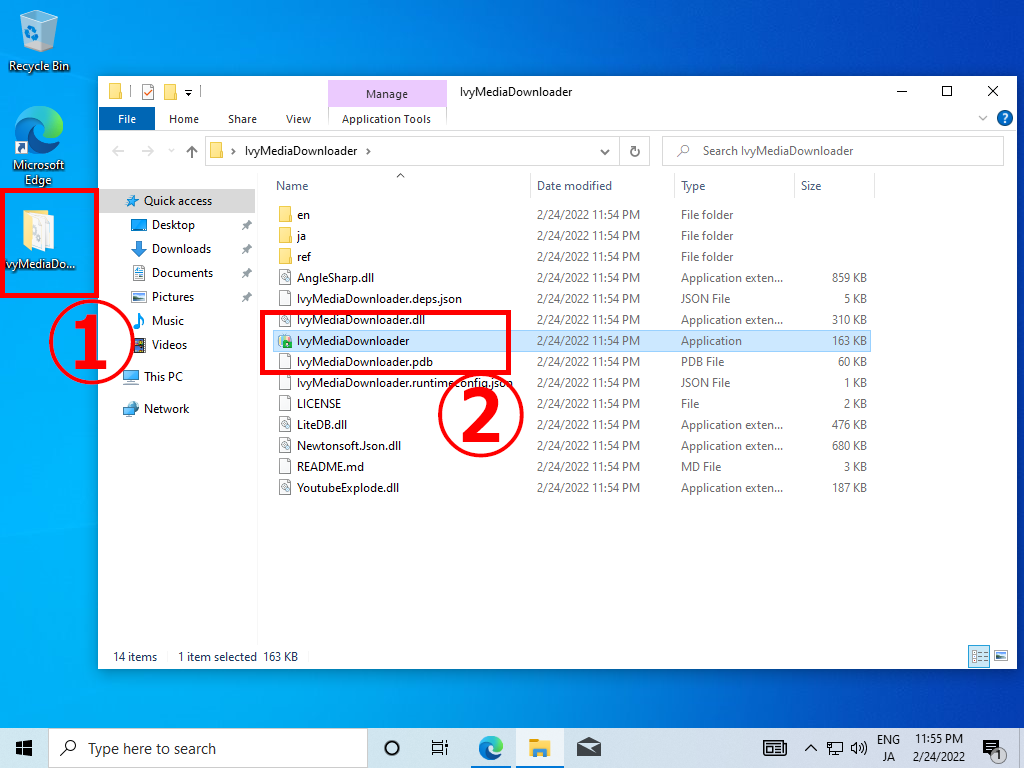 Recycle Bin
Microsoft
Edge
IvyMediaDo...
1
Manage
IvyMediaDownloader
File
Home
Share
View
Application Tools
?
IvyMediaDownloader
Search IvyMediaDownloader
Name
Date modified
Type
Size
Quick access
Desktop
Downloads
Documents
Pictures
Music
Videos
This PC
Network
en 2/24/2022 11:54 PM File folder
ja 2/24/2022 11:54 PM File folder
ref 2/24/2022 11:54 PM File folder
AngleSharp.dll 2/24/2022 11:54 PM Application exten... 859 KB
IvyMediaDownloader.deps.json 2/24/2022 11:54 PM JSON File 5 KB
IvyMediaDownloader.dll 2/24/2022 11:54 PM Application exten... 310 KB
IvyMediaDownloader 2/24/2022 11:54 PM Application 163 KB
IvyMediaDownloader.pdb 2/24/2022 11:54 PM PDB File 60 KB
IvyMediaDownloader.runtimeconfig.json 2/24/2022 11:54 PM JSON File 1 KB
LICENSE 2/24/2022 11:54 PM File 2 KB
LiteDB.dll 2/24/2022 11:54 PM Application exten... 476 KB
Newtonsoft.Json.dll 2/24/2022 11:54 PM Application exten... 680 KB
README.md 2/24/2022 11:54 PM MD File 3 KB
YoutubeExplode.dll 2/24/2022 11:54 PM Application exten... 187 KB
2
14 items
1 item selected 163 KB
Type here to search
ENG
JA
11:55 PM
2/24/2022
1